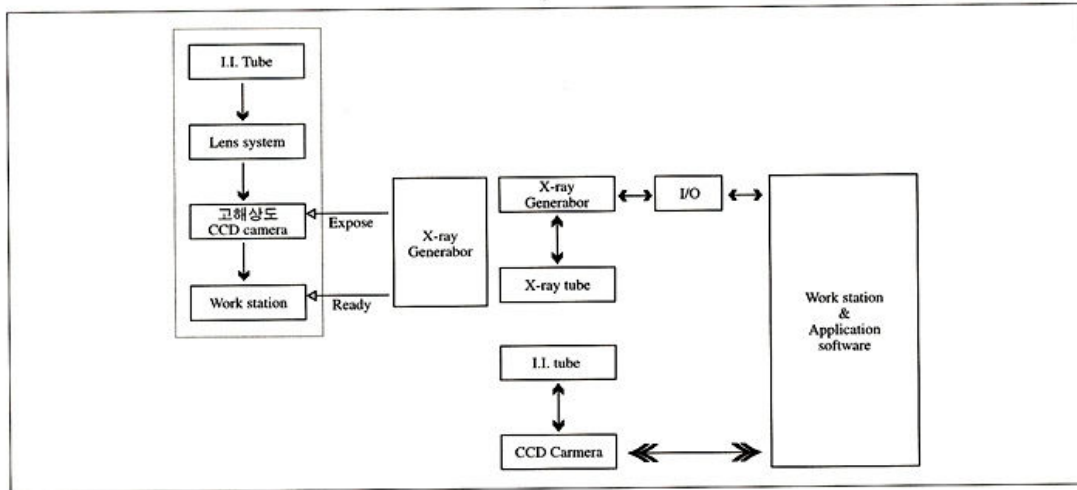 I.I. Tube
Lens system
고해상도
CCD camera
Work station
Expose
Ready
X-ray
Generabor
X-ray
Generabor
I/O
X-ray tube
I.I. tube
CCD Carmera
Work station
&
Application
software